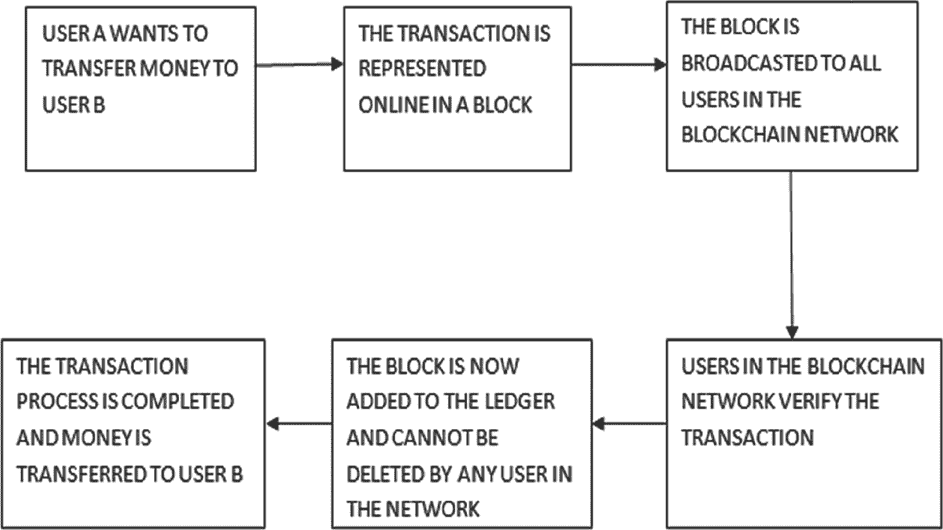 USER A WANTS TO
TRANSFER MONEY TO
USER B
THE TRANSACTION IS
REPRESENTED
ONLINE IN A BLOCK
THE BLOCK IS
BROADCASTED TO ALL
USERS IN THE
BLOCKCHAIN NETWORK
USERS IN THE BLOCKCHAIN
NETWORK VERIFY THE
TRANSACTION
THE BLOCK IS NOW
ADDED TO THE LEDGER
AND CANNOT BE
DELETED BY ANY USER IN
THE NETWORK
THE TRANSACTION
PROCESS IS COMPLETED
AND MONEY IS
TRANSFERRED TO USER B